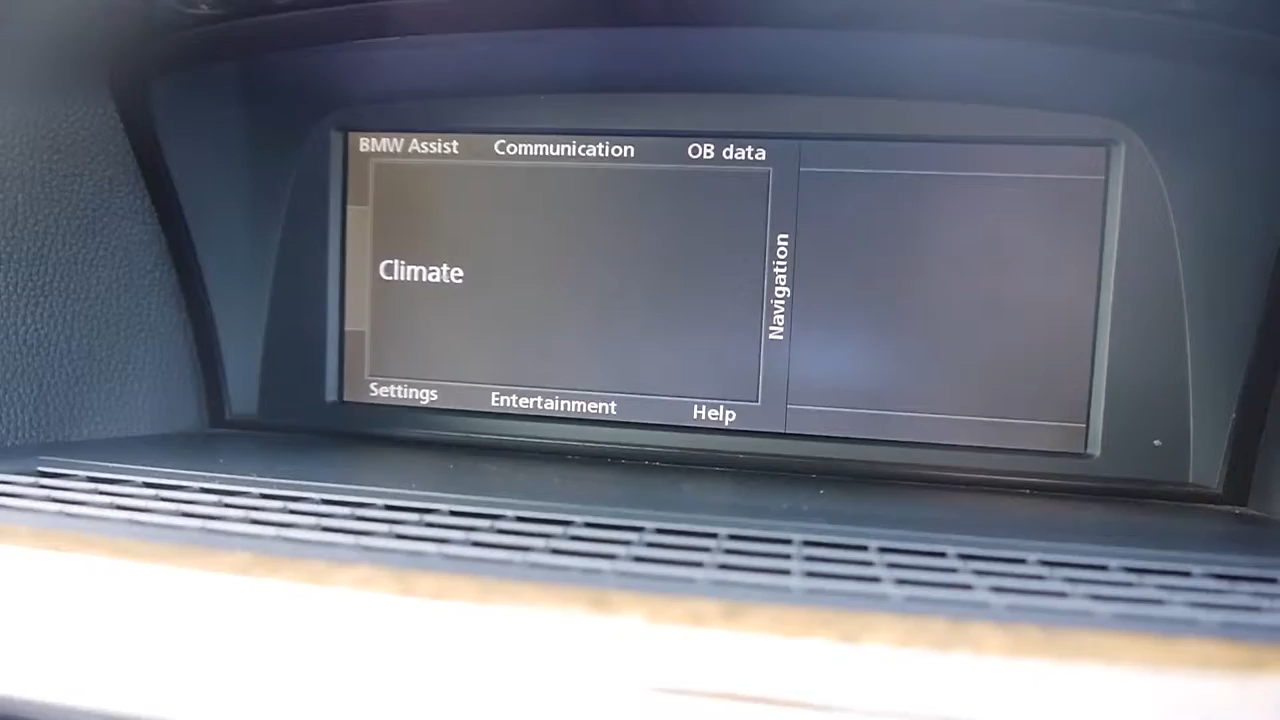 BMW Assist Communication OB data
Climate
Navigation
Settings Entertainment Help